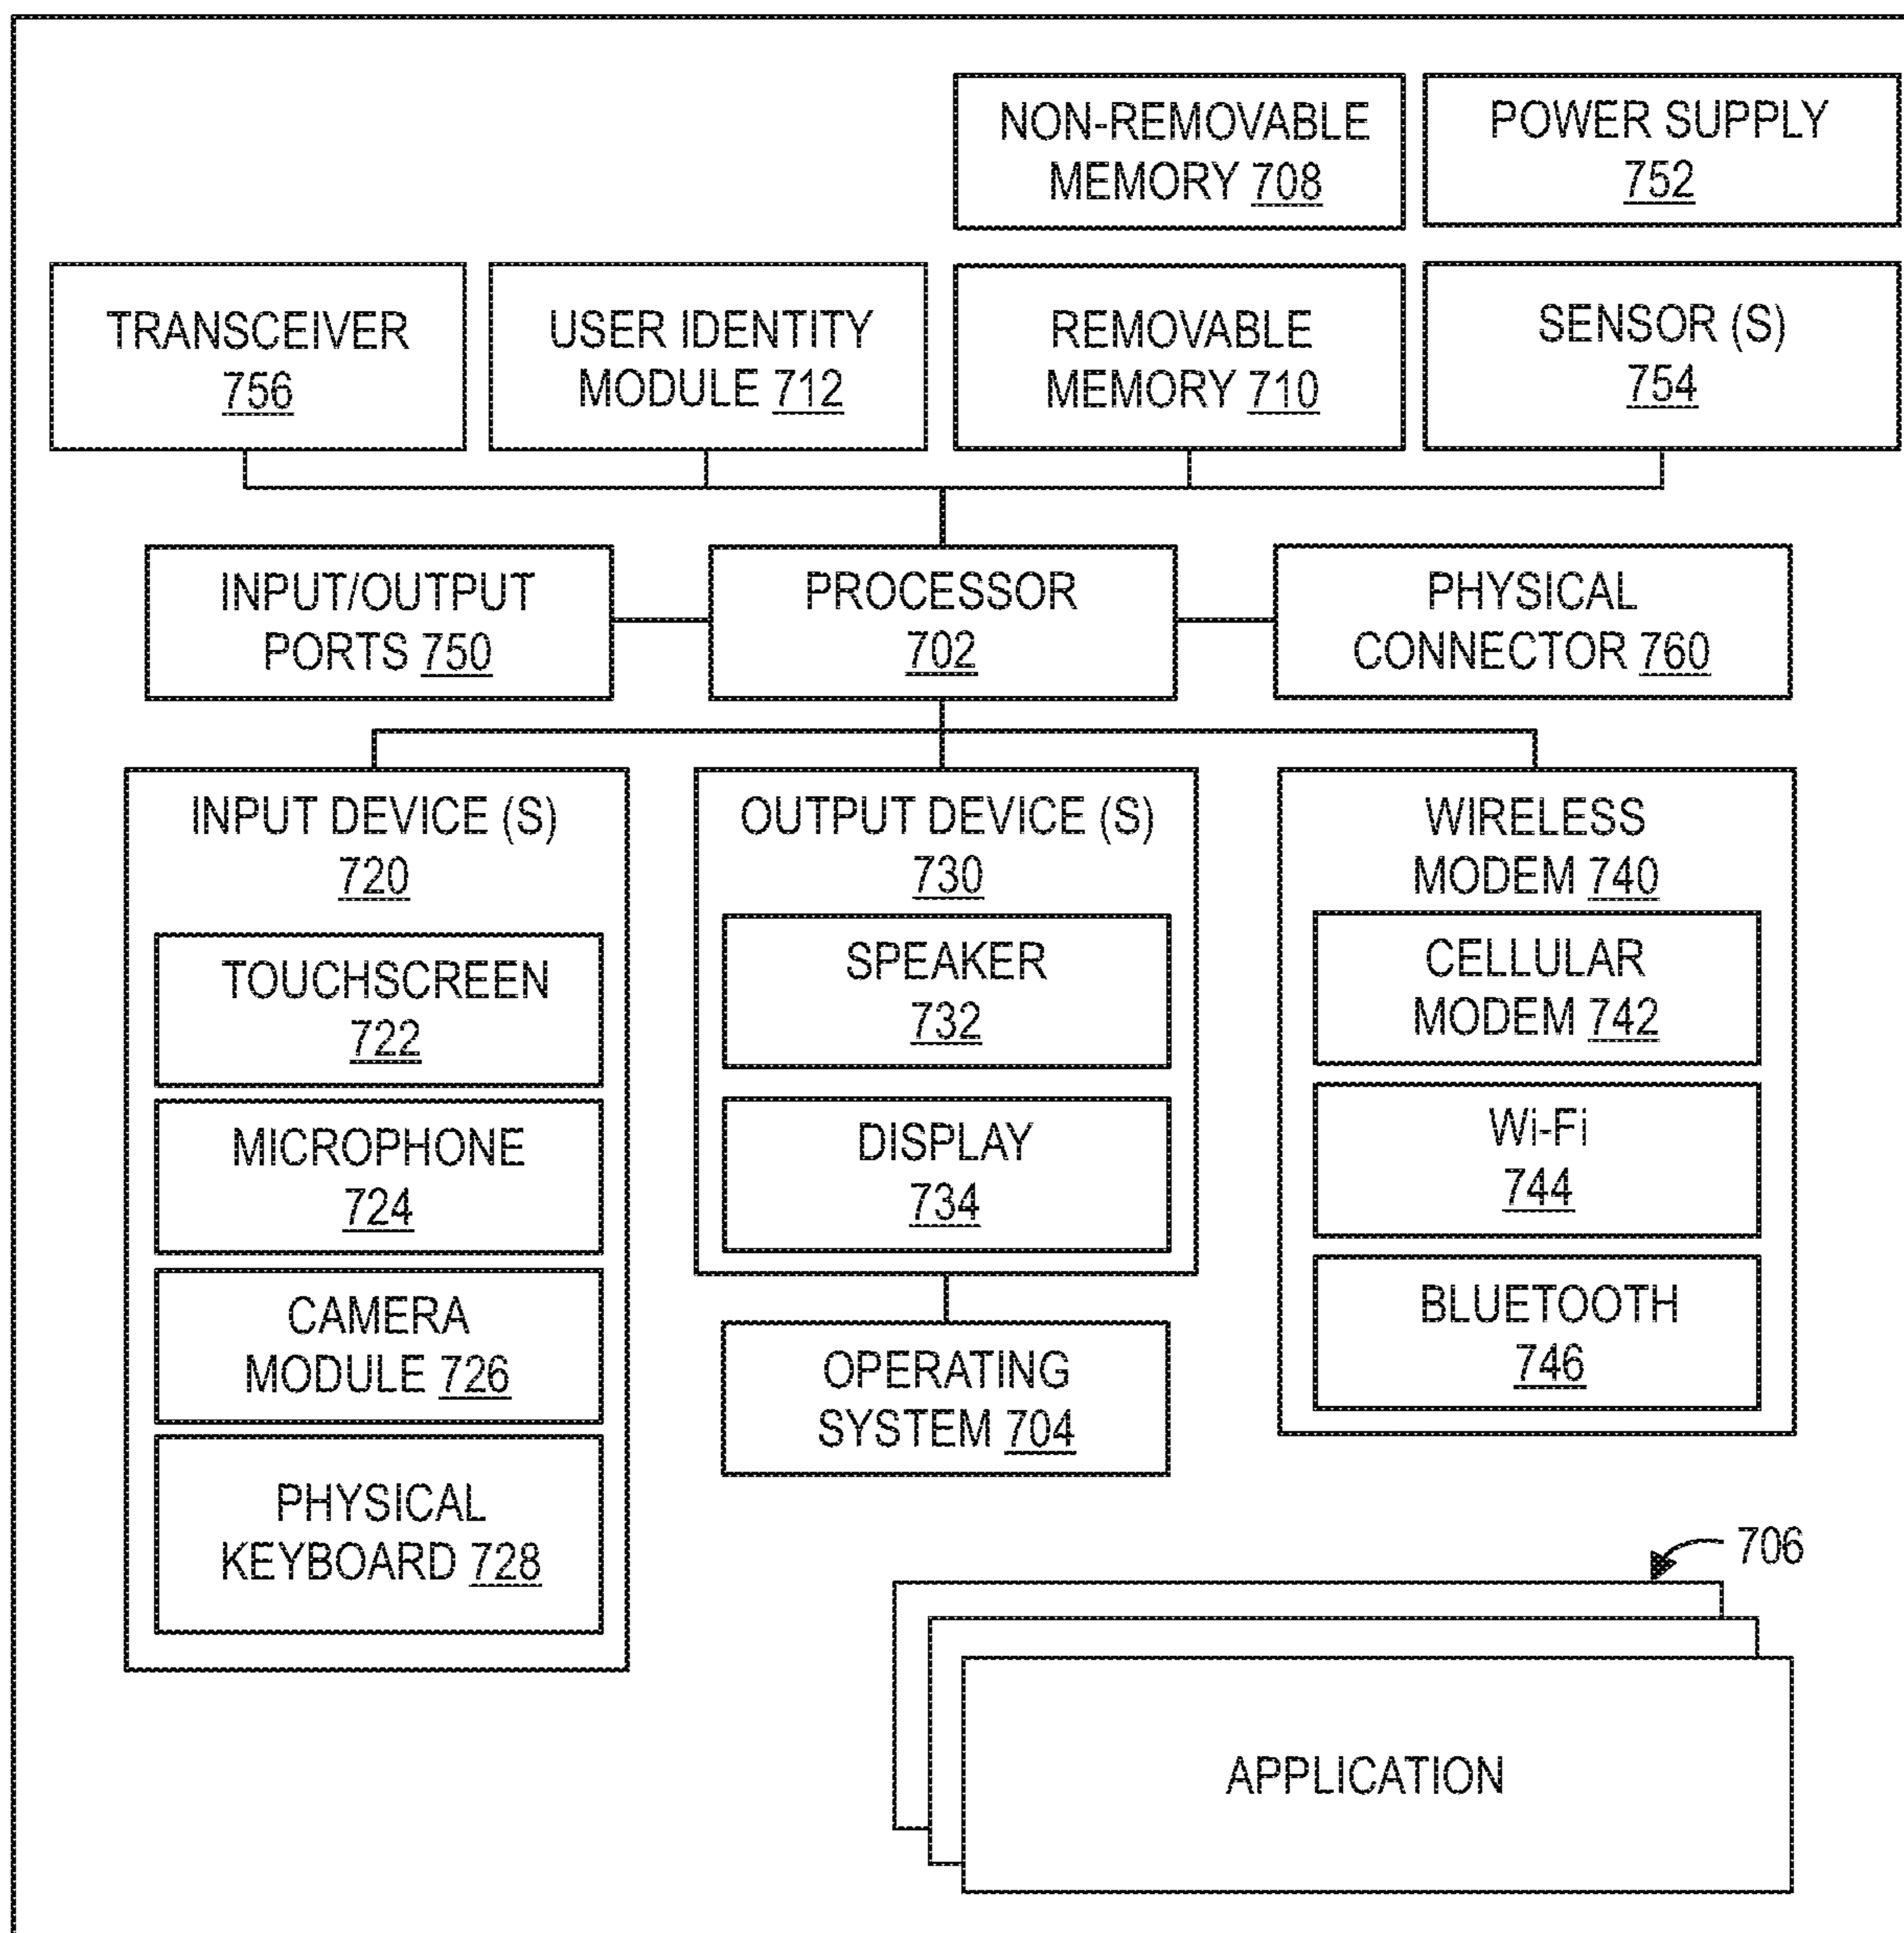 NON-REMOVABLE
MEMORY 708
POWER SUPPLY
752
TRANSCEIVER
756
USER IDENTITY
MODULE 712
REMOVABLE
MEMORY 710
SENSOR (S)
754
INPUT/OUTPUT
PORTS 750
PROCESSOR
702
PHYSICAL
CONNECTOR 760
INPUT DEVICE (S)
720
TOUCHSCREEN
722
MICROPHONE
724
CAMERA
MODULE 726
PHYSICAL
KEYBOARD 728
OUTPUT DEVICE (S)
730
SPEAKER
732
DISPLAY
734
OPERATING
SYSTEM 704
WIRELESS
MODEM 740
CELLULAR
MODEM 742
Wi-Fi
744
BLUETOOTH
746
706
APPLICATION